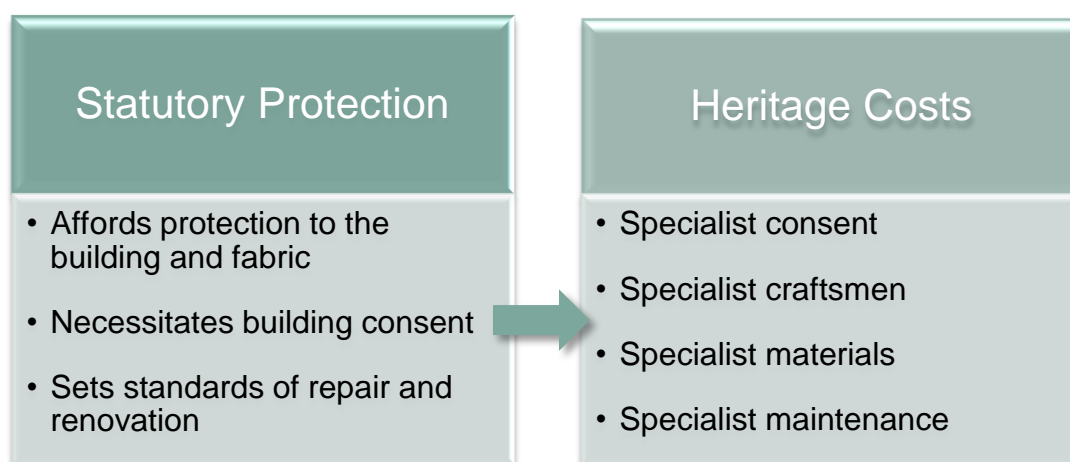 Statutory Protection
• Affords protection to the
building and fabric
• Necessitates building consent
• Sets standards of repair and
renovation
Heritage Costs
• Specialist consent
• Specialist craftsmen
• Specialist materials
• Specialist maintenance